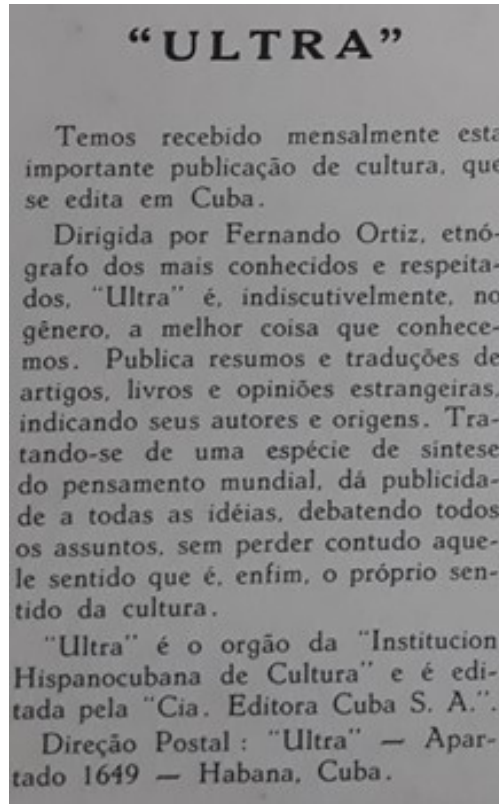 “ULTRA”
Temos recebido mensalmente esta
importante publicação de cultura, que
se edita em Cuba.
Dirigida por Fernando Ortiz, etnó-
grafo dos mais conhecidos e respeita-
dos, “Ultra” é, indiscutivelmente, no
gênero, a melhor coisa que conhece-
mos. Publica resumos e traduções de
artigos, livros e opiniões estrangeiras,
indicando seus autores e origens. Tra-
tando-se de uma espécie de síntese
do pensamento mundial, dá publicida-
de a todas as idéias, debatendo todos
os assuntos, sem perder contudo aque-
le sentido que é, enfim, o próprio sen-
tido da cultura.
“Ultra” é o orgão da “Institucion
Hispanocubana de Cultura” e é edi-
tada pela “Cia. Editora Cuba S. A.”.
Direção Postal : “Ultra” — Apar-
tado 1649 — Habana, Cuba.